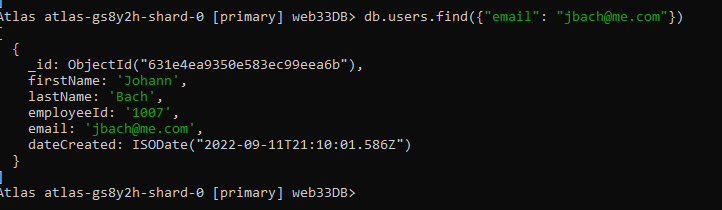 Atlas atlas-gs8y2h-shard-0 [primary] web33DB> db.users.find({"email": "jbach@me.com"})
[
  {
    _id: ObjectId("631e4ea9350e583ec99eea6b"),
    firstName: 'Johann',
    lastName: 'Bach',
    employeeId: '1007',
    email: 'jbach@me.com',
    dateCreated: ISODate("2022-09-11T21:10:01.586Z")
  }
]
Atlas atlas-gs8y2h-shard-0 [primary] web33DB>